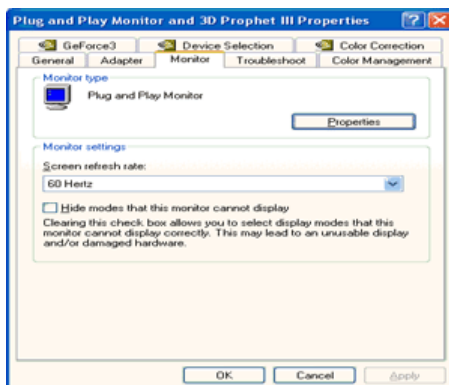 Plug and Play Monitor and 3D Prophet III Properties
GeForce3 Device Selection Color Correction
General Adapter Monitor Troubleshoot Color Management
Monitor type
Plug and Play Monitor
Properties
Monitor settings
Screen refresh rate:
60 Hertz
Hide modes that this monitor cannot display
Clearing this check box allows you to select display modes that this
monitor cannot display correctly. This may lead to an unusable display
and/or damaged hardware.
OK Cancel Apply